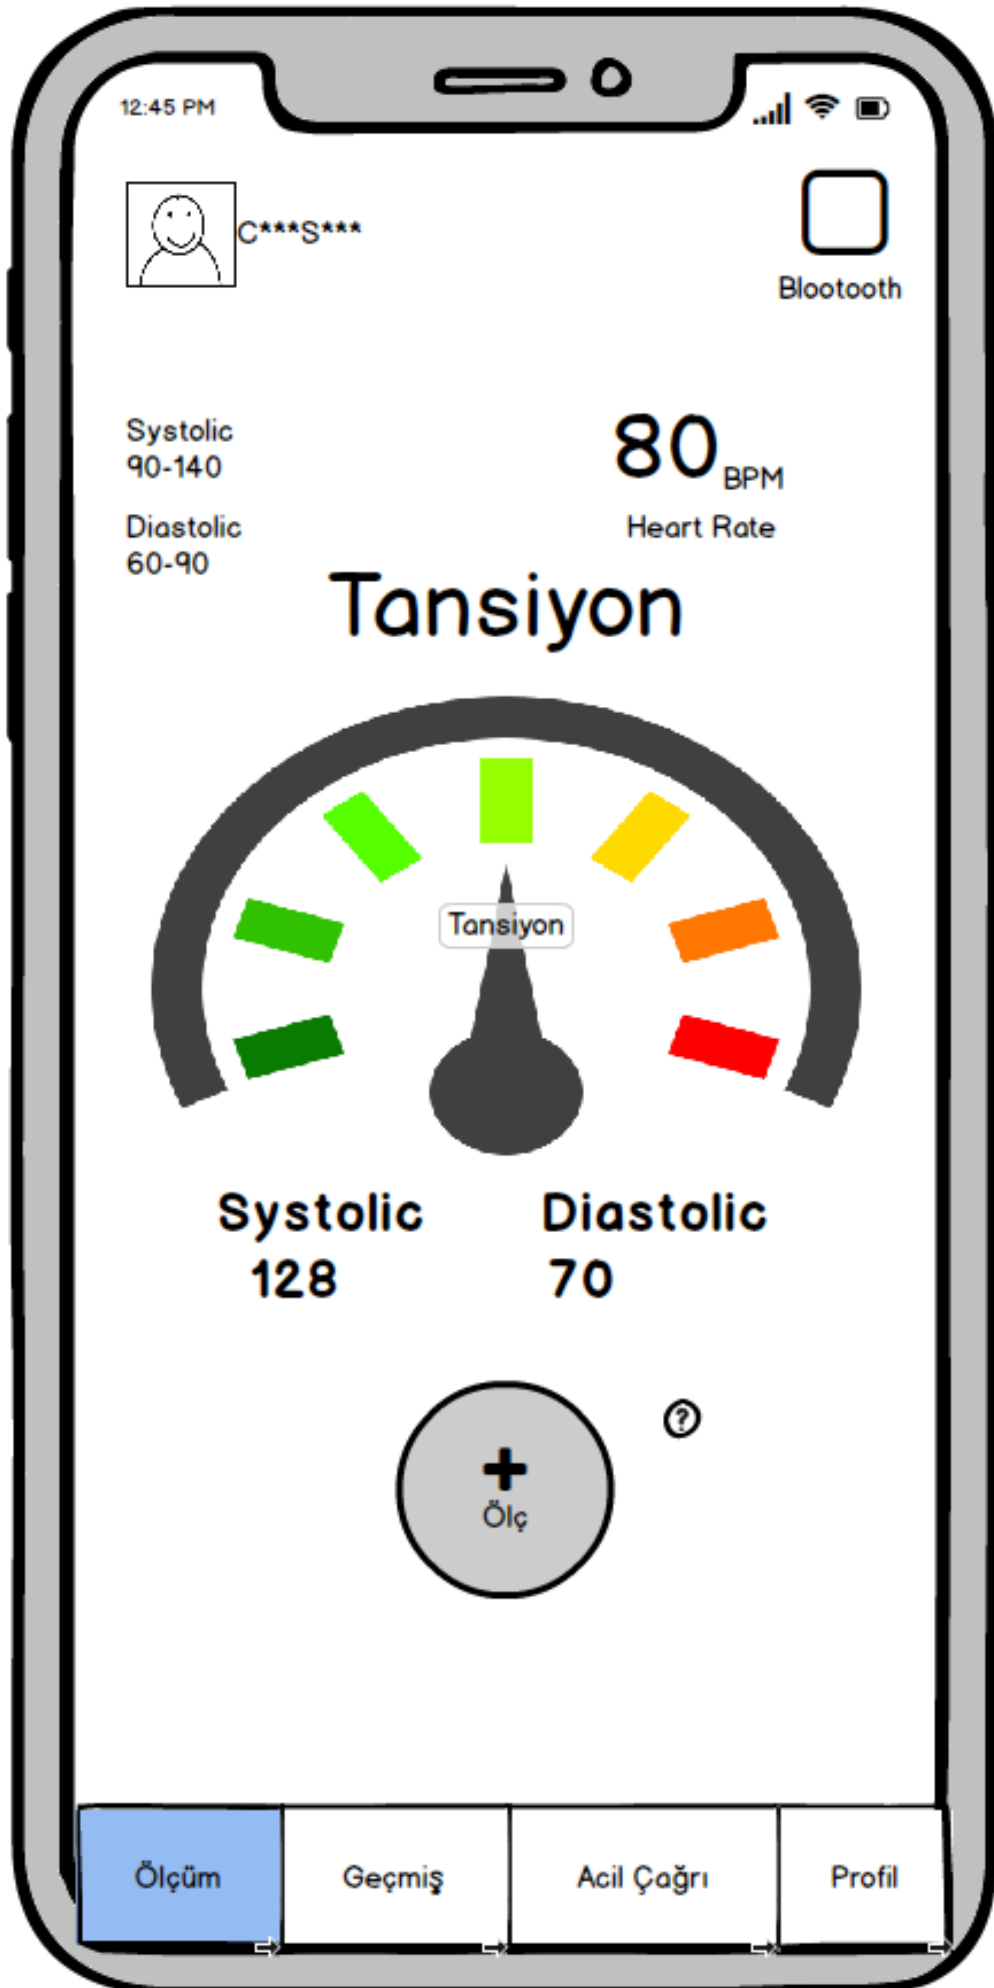 12:45 PM
C***S***
Blootooth
Systolic
90-140
80 BPM
Diastolic
60-90
Heart Rate
Tansiyon
Tansiyon
Systolic Diastolic
128 70
?
+
Ölç
Ölçüm Geçmiş Acil Çağrı Profil